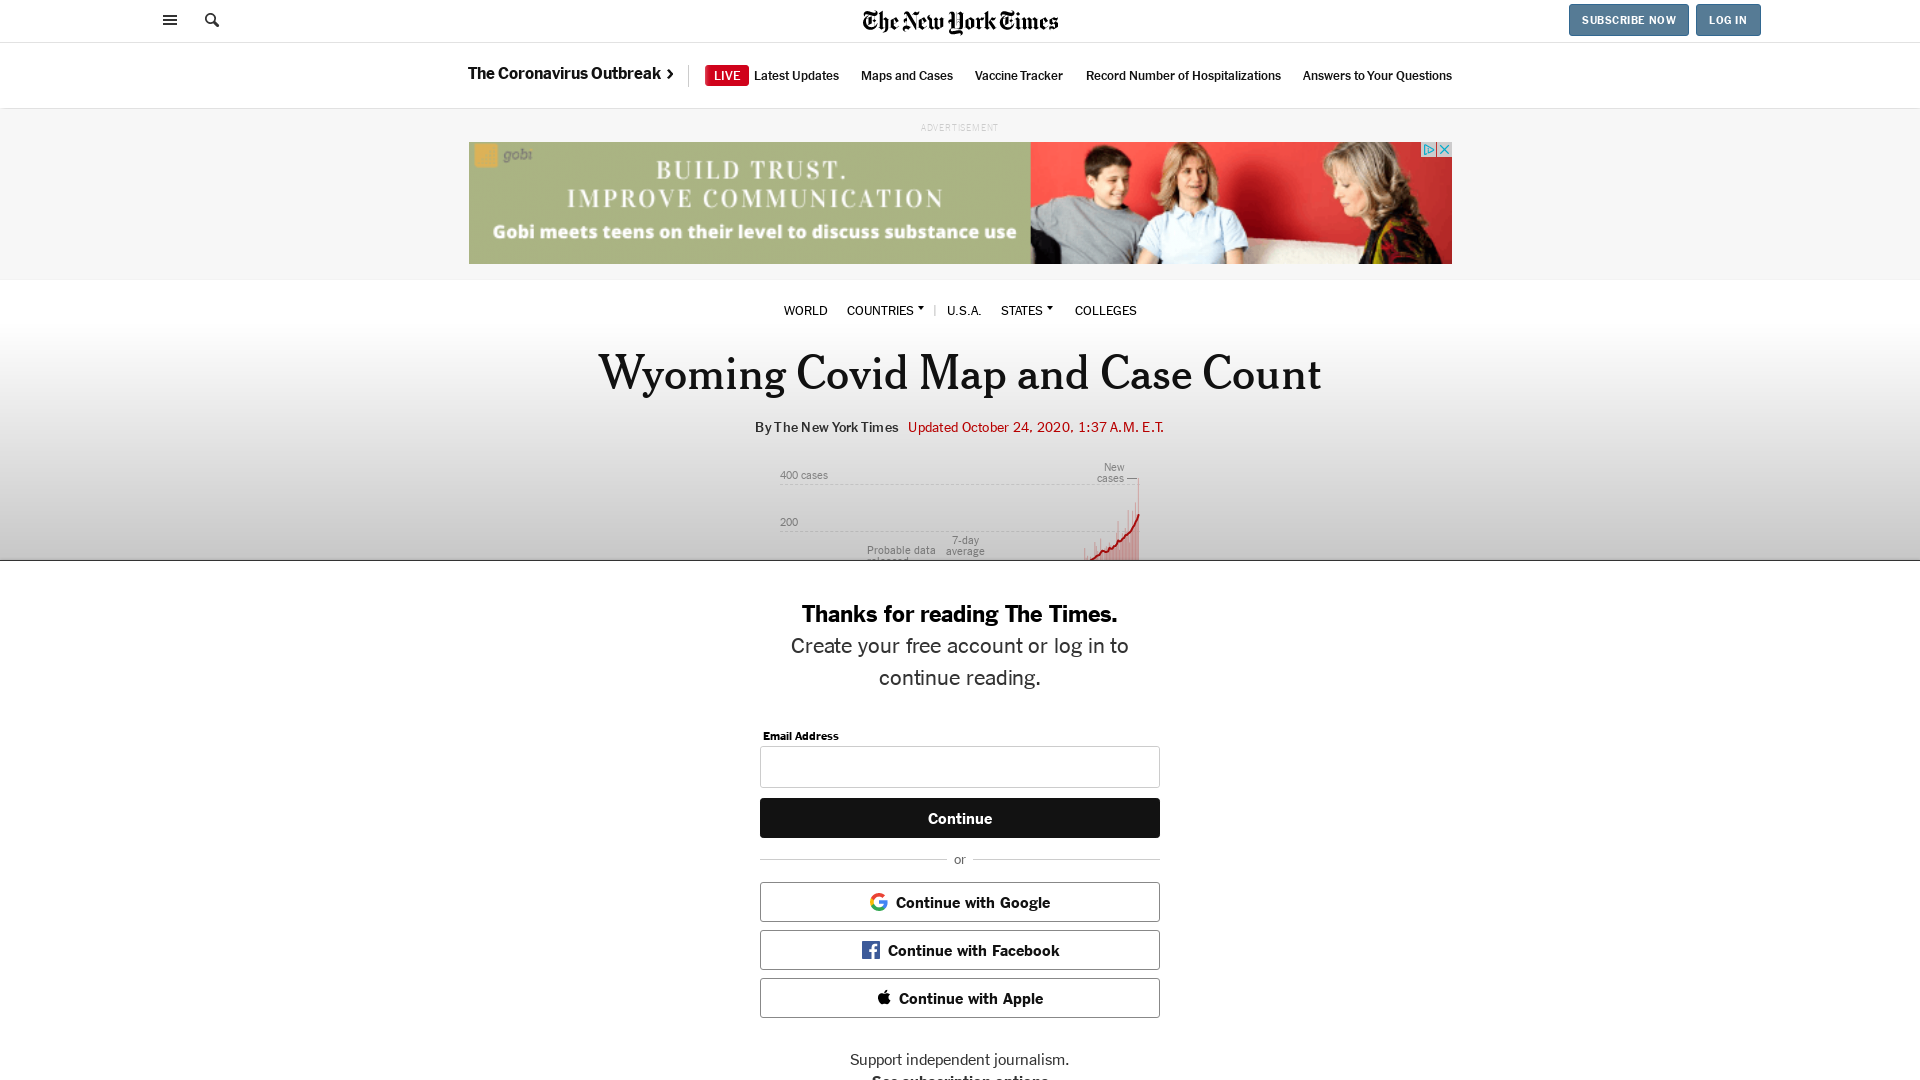 The New York Times
SUBSCRIBE NOW
LOG IN
The Coronavirus Outbreak
LIVE Latest Updates
Maps and Cases
Vaccine Tracker
Record Number of Hospitalizations
Answers to Your Questions
ADVERTISEMENT
gobi
BUILD TRUST.
IMPROVE COMMUNICATION
Gobi meets teens on their level to discuss substance use
WORLD
COUNTRIES
U.S.A.
STATES
COLLEGES
Wyoming Covid Map and Case Count
By The New York Times Updated October 24, 2020, 1:37 A.M. E.T.
400 cases
New
cases
200
7-day
average
Probable data
Thanks for reading The Times.
Create your free account or log in to
continue reading.
Email Address
Continue
or
Continue with Google
Continue with Facebook
Continue with Apple
Support independent journalism.
See subscription options